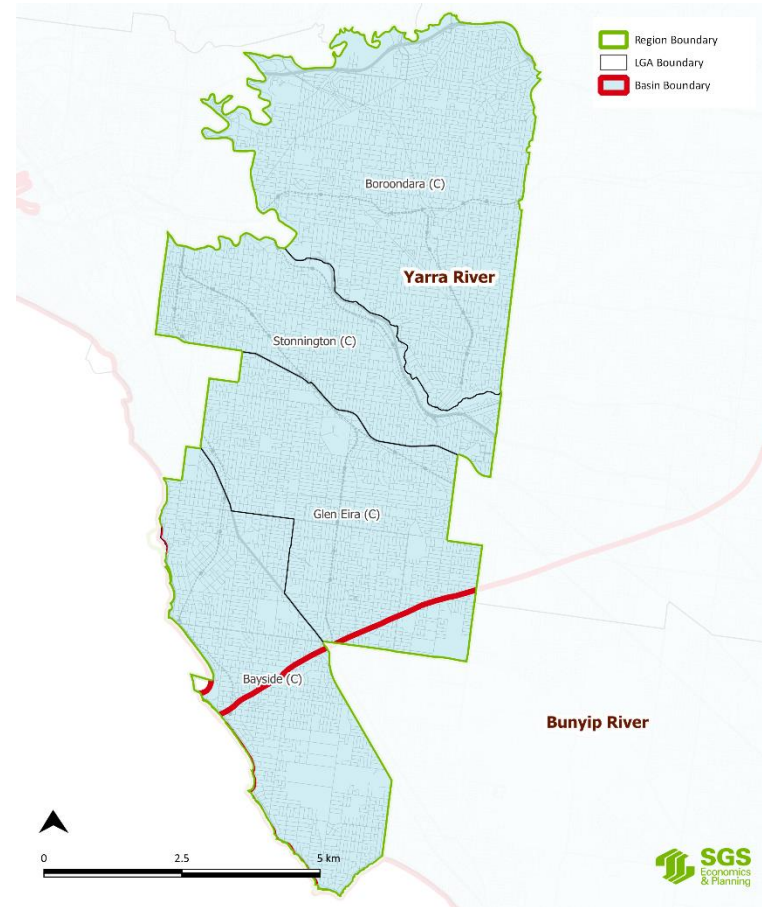 Region Boundary
LGA Boundary
Basin Boundary
Boroondara (C)
Yarra River
Stonnington (C)
Glen Eira (C)
Bayside (C)
Bunyip River
0 2.5 5 km
SGS
Economics
& Planning